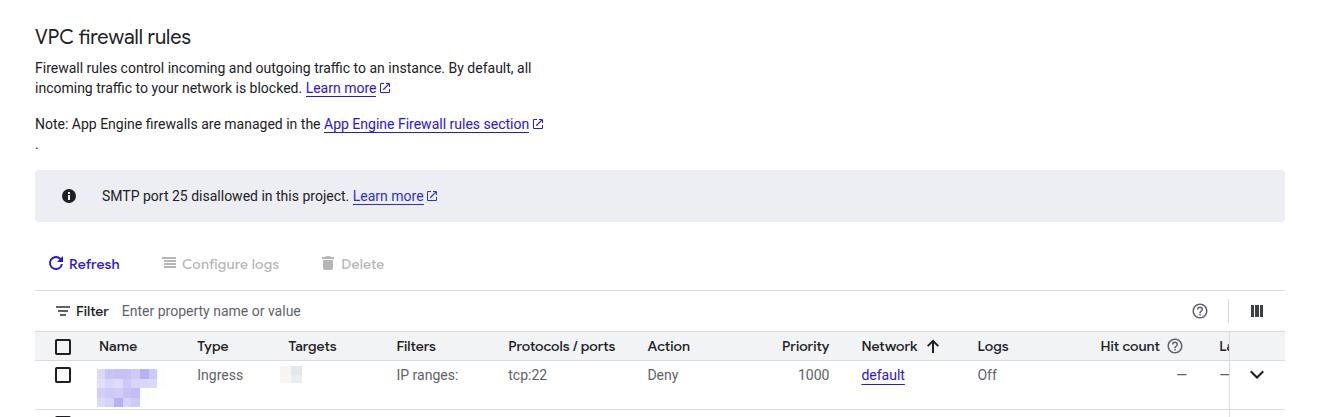 VPC firewall rules
Firewall rules control incoming and outgoing traffic to an instance. By default, all
incoming traffic to your network is blocked. Learn more
Note: App Engine firewalls are managed in the App Engine Firewall rules section
.
SMTP port 25 disallowed in this project. Learn more
Refresh Configure logs Delete
Filter Enter property name or value
Name Type Targets Filters Protocols / ports Action Priority Network Logs Hit count
Ingress IP ranges: tcp:22 Deny 1000 default Off — —